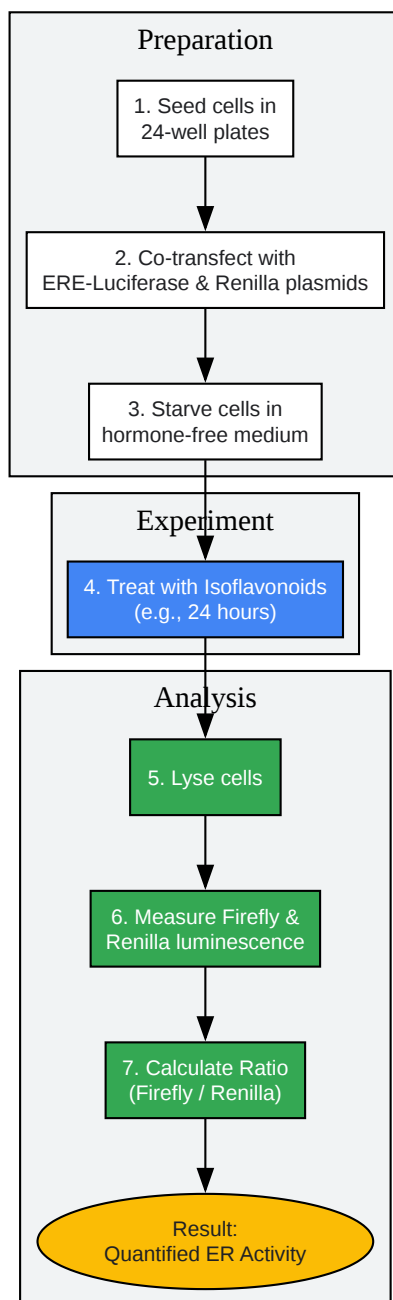 Preparation
1. Seed cells in
24-well plates
2. Co-transfect with
ERE-Luciferase & Renilla plasmids
3. Starve cells in
hormone-free medium
Experiment
4. Treat with Isoflavonoids
(e.g., 24 hours)
Analysis
5. Lyse cells
6. Measure Firefly &
Renilla luminescence
7. Calculate Ratio
(Firefly / Renilla)
Result:
Quantified ER Activity